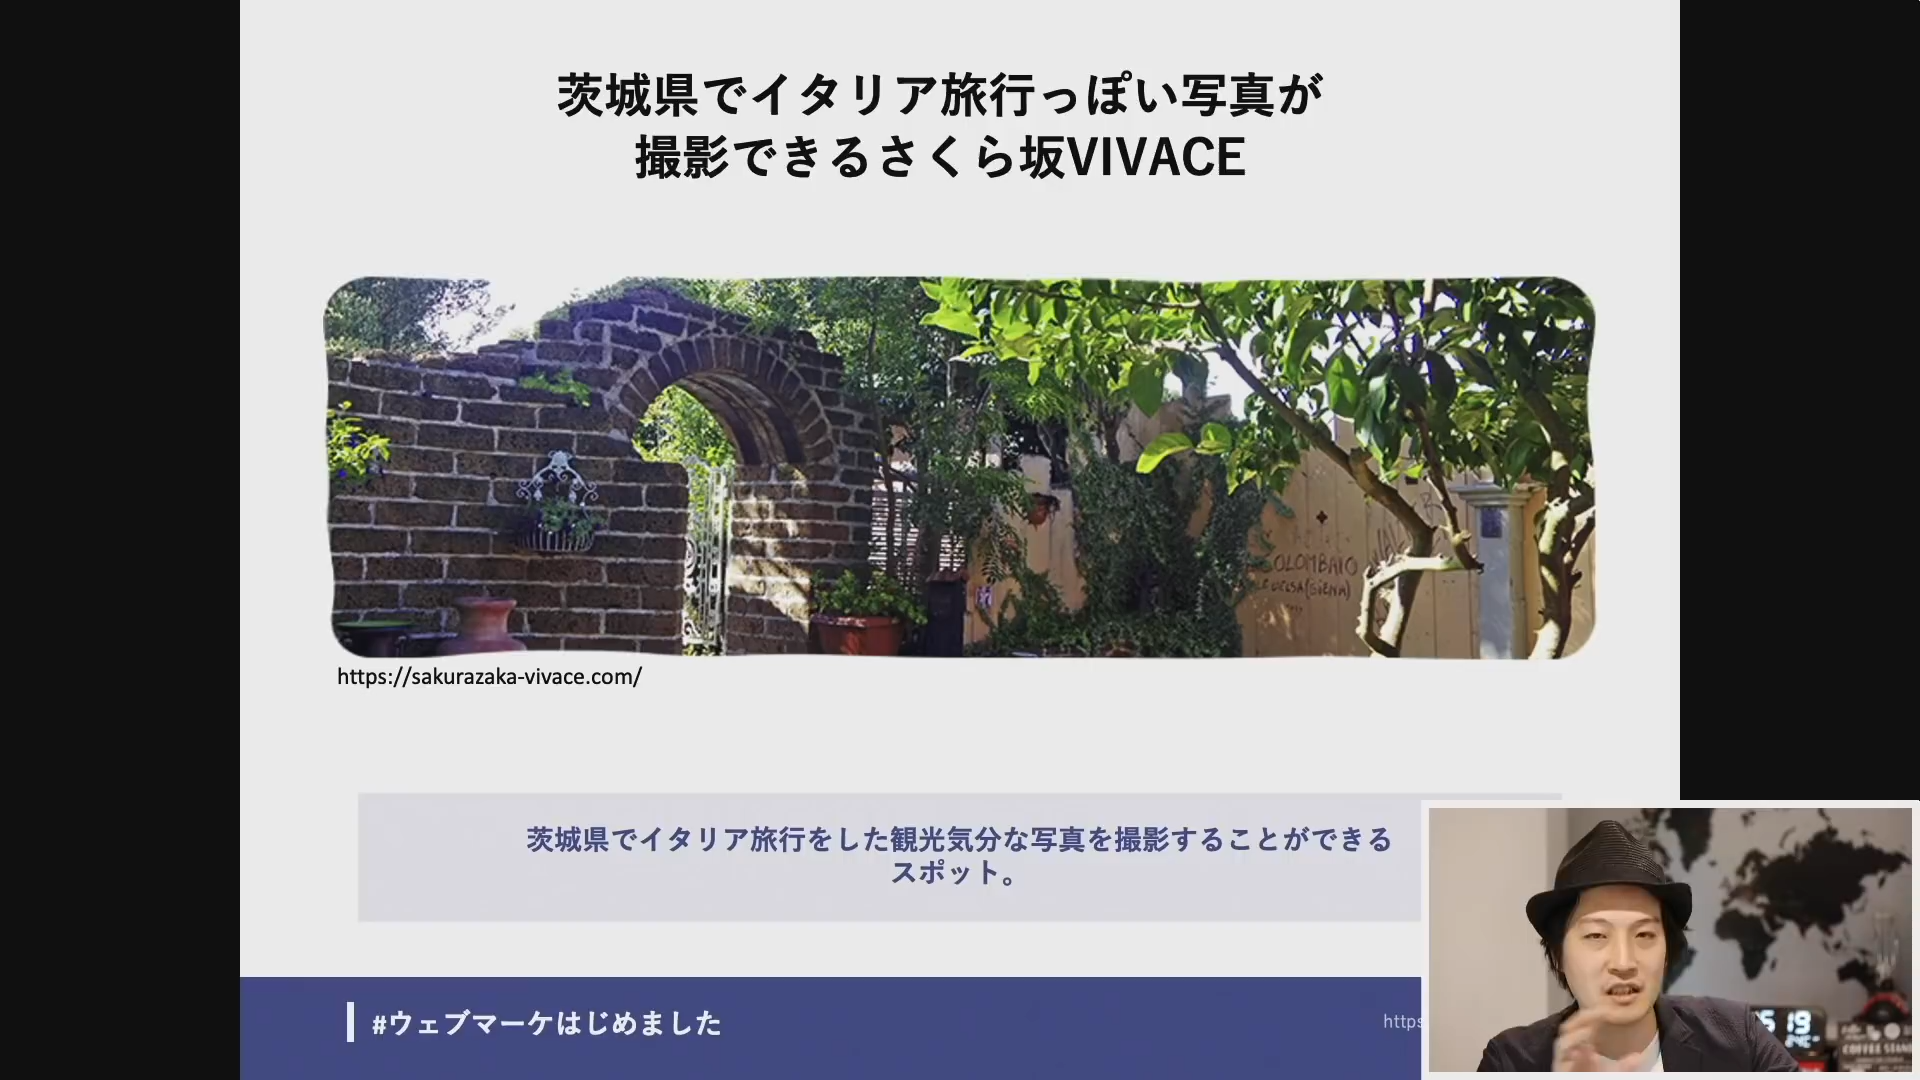 茨城県でイタリア旅行っぽい写真が
撮影できるさくら坂VIVACE
OLOMBAIO
https://sakurazaka-vivace.com/
茨城県でイタリア旅行をした観光気分な写真を撮影することができる
スポット。
#ウェブマーケはじめました
https
19
COFFEE STAND